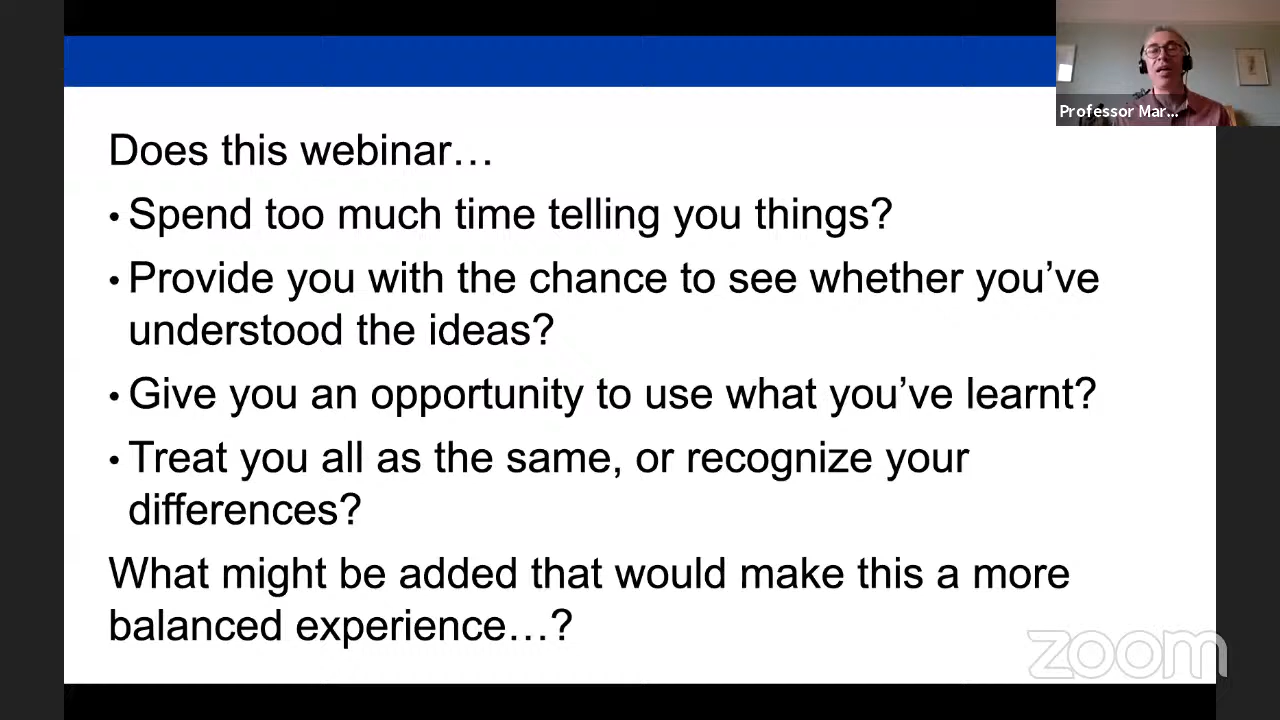 Professor Mar...
Does this webinar…
• Spend too much time telling you things?
• Provide you with the chance to see whether you’ve
understood the ideas?
• Give you an opportunity to use what you’ve learnt?
• Treat you all as the same, or recognize your
differences?
What might be added that would make this a more
balanced experience…?
zoom